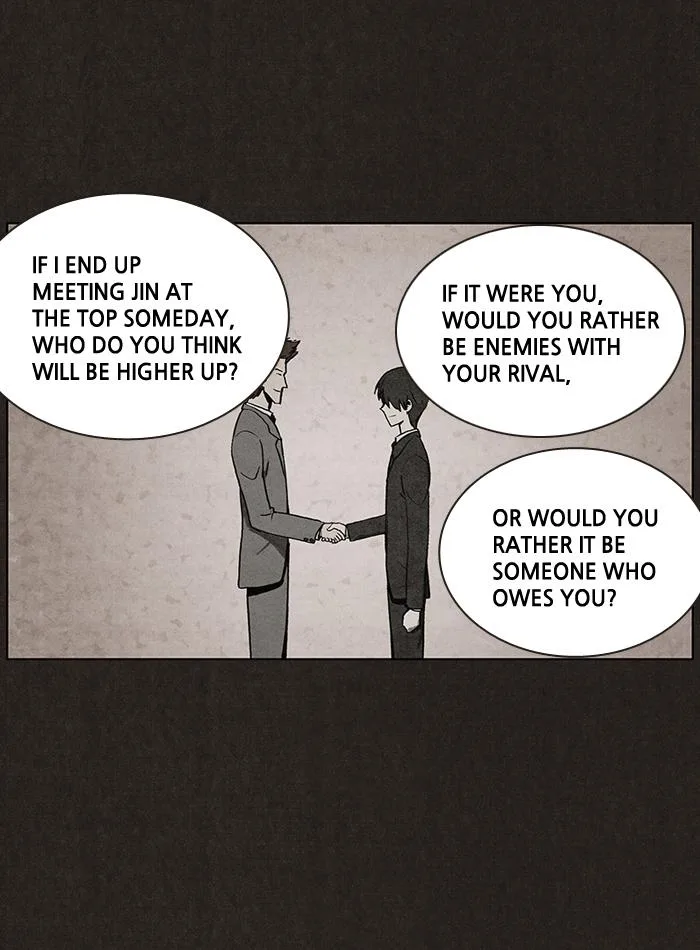 IF I END UP
MEETING JIN AT
THE TOP SOMEDAY,
WHO DO YOU THINK
WILL BE HIGHER UP?
IF IT WERE YOU,
WOULD YOU RATHER
BE ENEMIES WITH
YOUR RIVAL,
OR WOULD YOU
RATHER IT BE
SOMEONE WHO
OWES YOU?